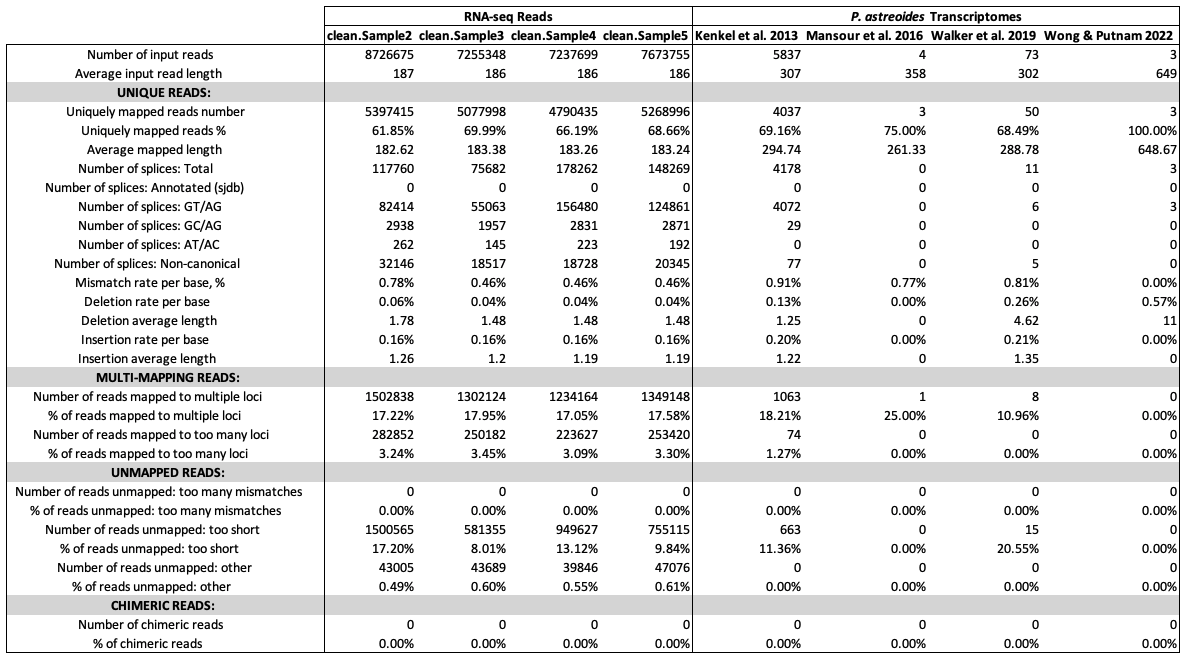 RNA-seq Reads P. astreoides Transcriptomes
clean.Sample2 clean.Sample3 clean.Sample4 clean.Sample5 Kenkel et al. 2013 Mansour et al. 2016 Walker et al. 2019 Wong & Putnam 2022
Number of input reads 8726675 7255348 7237699 7673755 5837 4 73 3
Average input read length 187 186 186 186 307 358 302 649
UNIQUE READS:
Uniquely mapped reads number 5397415 5077998 4790435 5268996 4037 3 50 3
Uniquely mapped reads % 61.85% 69.99% 66.19% 68.66% 69.16% 75.00% 68.49% 100.00%
Average mapped length 182.62 183.38 183.26 183.24 294.74 261.33 288.78 648.67
Number of splices: Total 117760 75682 178262 148269 4178 0 11 3
Number of splices: Annotated (sjdb) 0 0 0 0 0 0 0 0
Number of splices: GT/AG 82414 55063 156480 124861 4072 0 6 3
Number of splices: GC/AG 2938 1957 2831 2871 29 0 0 0
Number of splices: AT/AC 262 145 223 192 0 0 0 0
Number of splices: Non-canonical 32146 18517 18728 20345 77 0 5 0
Mismatch rate per base, % 0.78% 0.46% 0.46% 0.46% 0.91% 0.77% 0.81% 0.00%
Deletion rate per base 0.06% 0.04% 0.04% 0.04% 0.13% 0.00% 0.26% 0.57%
Deletion average length 1.78 1.48 1.48 1.48 1.25 0 4.62 11
Insertion rate per base 0.16% 0.16% 0.16% 0.16% 0.20% 0.00% 0.21% 0.00%
Insertion average length 1.26 1.2 1.19 1.19 1.22 0 1.35 0
MULTI-MAPPING READS:
Number of reads mapped to multiple loci 1502838 1302124 1234164 1349148 1063 1 8 0
% of reads mapped to multiple loci 17.22% 17.95% 17.05% 17.58% 18.21% 25.00% 10.96% 0.00%
Number of reads mapped to too many loci 282852 250182 223627 253420 74 0 0 0
% of reads mapped to too many loci 3.24% 3.45% 3.09% 3.30% 1.27% 0.00% 0.00% 0.00%
UNMAPPED READS:
Number of reads unmapped: too many mismatches 0 0 0 0 0 0 0 0
% of reads unmapped: too many mismatches 0.00% 0.00% 0.00% 0.00% 0.00% 0.00% 0.00% 0.00%
Number of reads unmapped: too short 1500565 581355 949627 755115 663 0 15 0
% of reads unmapped: too short 17.20% 8.01% 13.12% 9.84% 11.36% 0.00% 20.55% 0.00%
Number of reads unmapped: other 43005 43689 39846 47076 0 0 0 0
% of reads unmapped: other 0.49% 0.60% 0.55% 0.61% 0.00% 0.00% 0.00% 0.00%
CHIMERIC READS:
Number of chimeric reads 0 0 0 0 0 0 0 0
% of chimeric reads 0.00% 0.00% 0.00% 0.00% 0.00% 0.00% 0.00% 0.00%